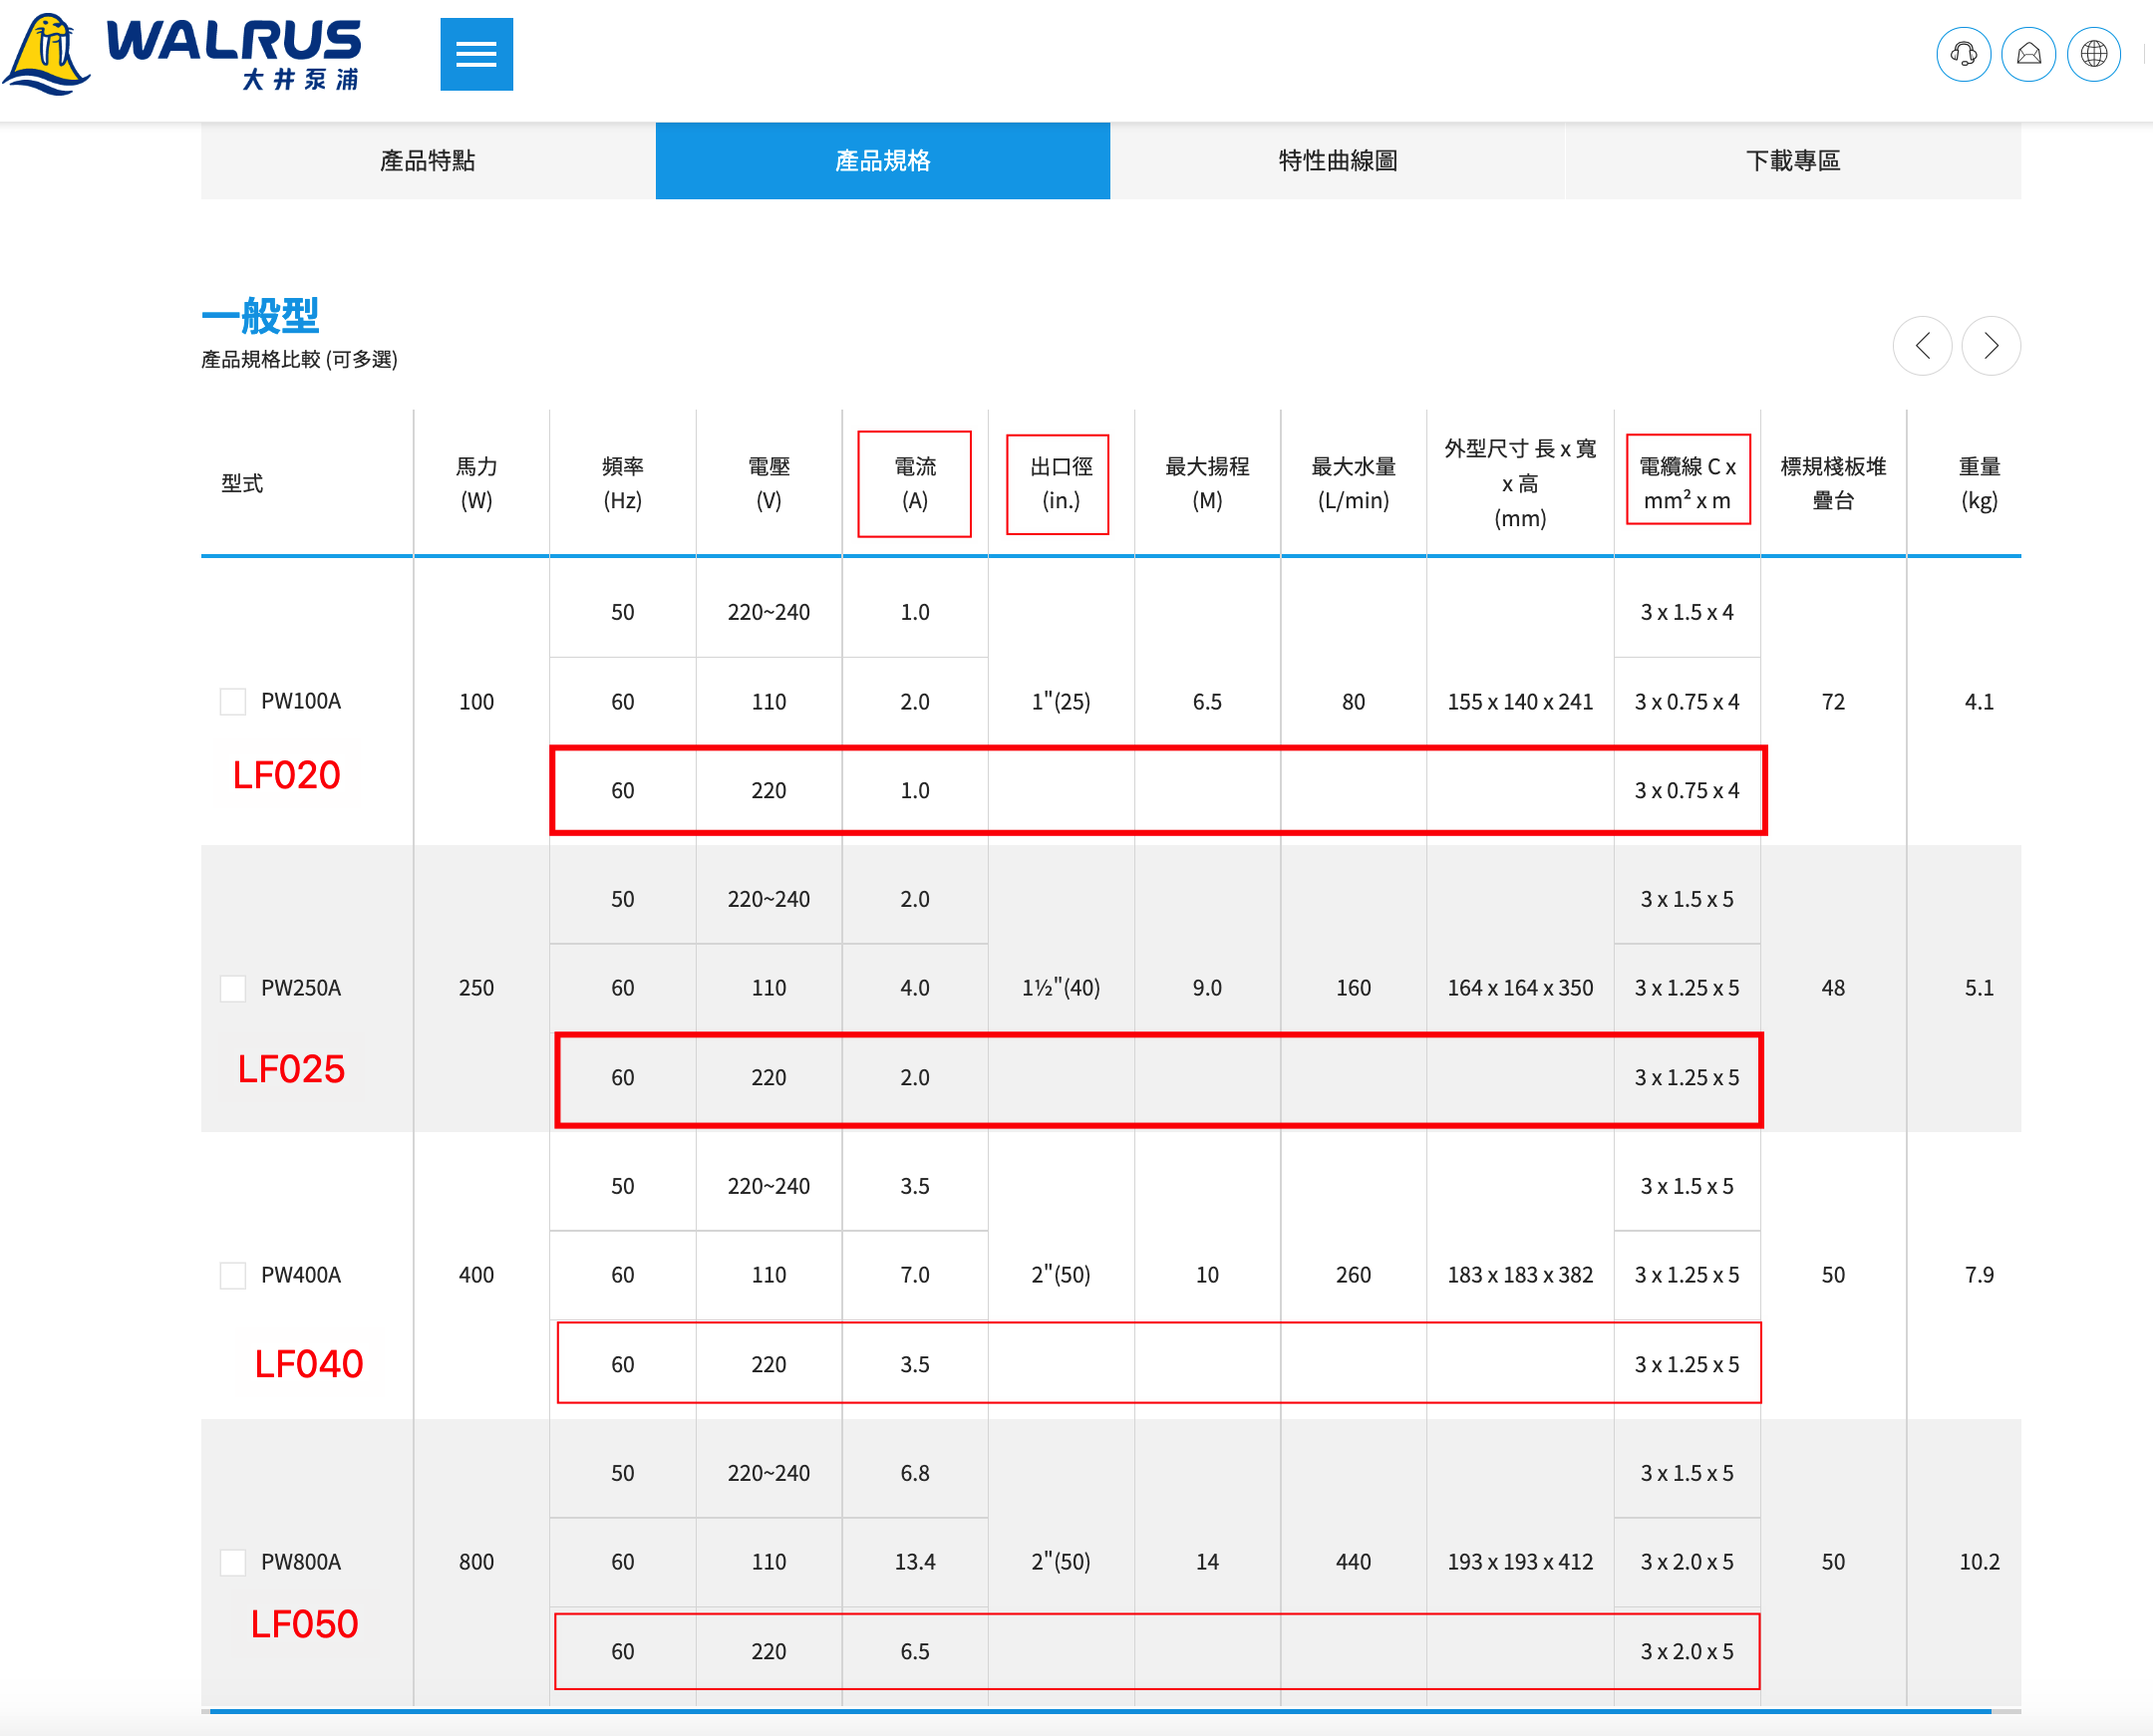 WALRUS
大井泵浦
產品特點
產品規格
特性曲線圖
下載專區
一般型
產品規格比較 (可多選)
型式
馬力
(W)
頻率
(Hz)
電壓
(V)
電流
(A)
出口徑
(in.)
最大揚程
(M)
最大水量
(L/min)
外型尺寸 長 x 寬
x 高
(mm)
電纜線 C x
mm² x m
標規棧板堆
疊台
重量
(kg)
50 220~240 1.0 3 x 1.5 x 4
PW100A 100 60 110 2.0 1"(25) 6.5 80 155 x 140 x 241 3 x 0.75 x 4 72 4.1
LF020
60 220 1.0 3 x 0.75 x 4
50 220~240 2.0 3 x 1.5 x 5
PW250A 250 60 110 4.0 1½"(40) 9.0 160 164 x 164 x 350 3 x 1.25 x 5 48 5.1
LF025
60 220 2.0 3 x 1.25 x 5
50 220~240 3.5 3 x 1.5 x 5
PW400A 400 60 110 7.0 2"(50) 10 260 183 x 183 x 382 3 x 1.25 x 5 50 7.9
LF040
60 220 3.5 3 x 1.25 x 5
50 220~240 6.8 3 x 1.5 x 5
PW800A 800 60 110 13.4 2"(50) 14 440 193 x 193 x 412 3 x 2.0 x 5 50 10.2
LF050
60 220 6.5 3 x 2.0 x 5